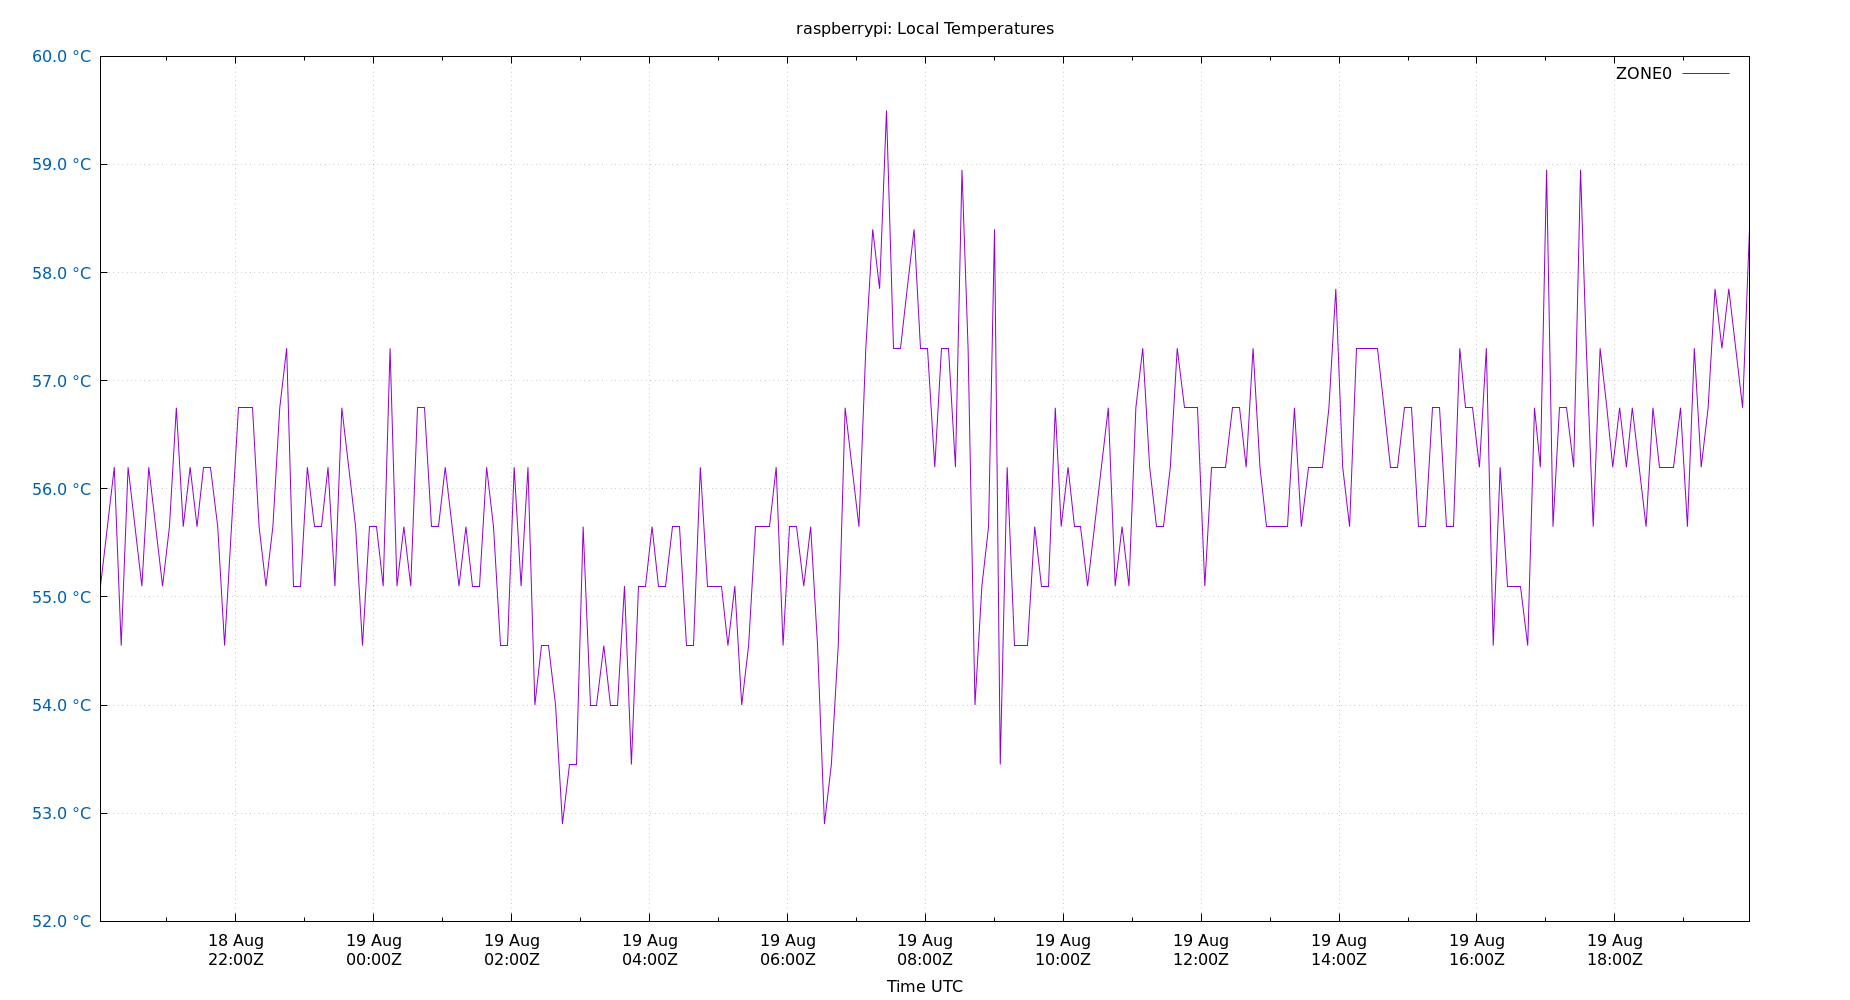 raspberrypi: Local Temperatures
60.0 °C
ZONE0
59.0 °C
58.0 °C
57.0 °C
56.0 °C
55.0 °C
54.0 °C
53.0 °C
52.0 °C
18 Aug 19 Aug 19 Aug 19 Aug 19 Aug 19 Aug 19 Aug 19 Aug 19 Aug 19 Aug 19 Aug
22:00Z 00:00Z 02:00Z 04:00Z 06:00Z 08:00Z 10:00Z 12:00Z 14:00Z 16:00Z 18:00Z
Time UTC